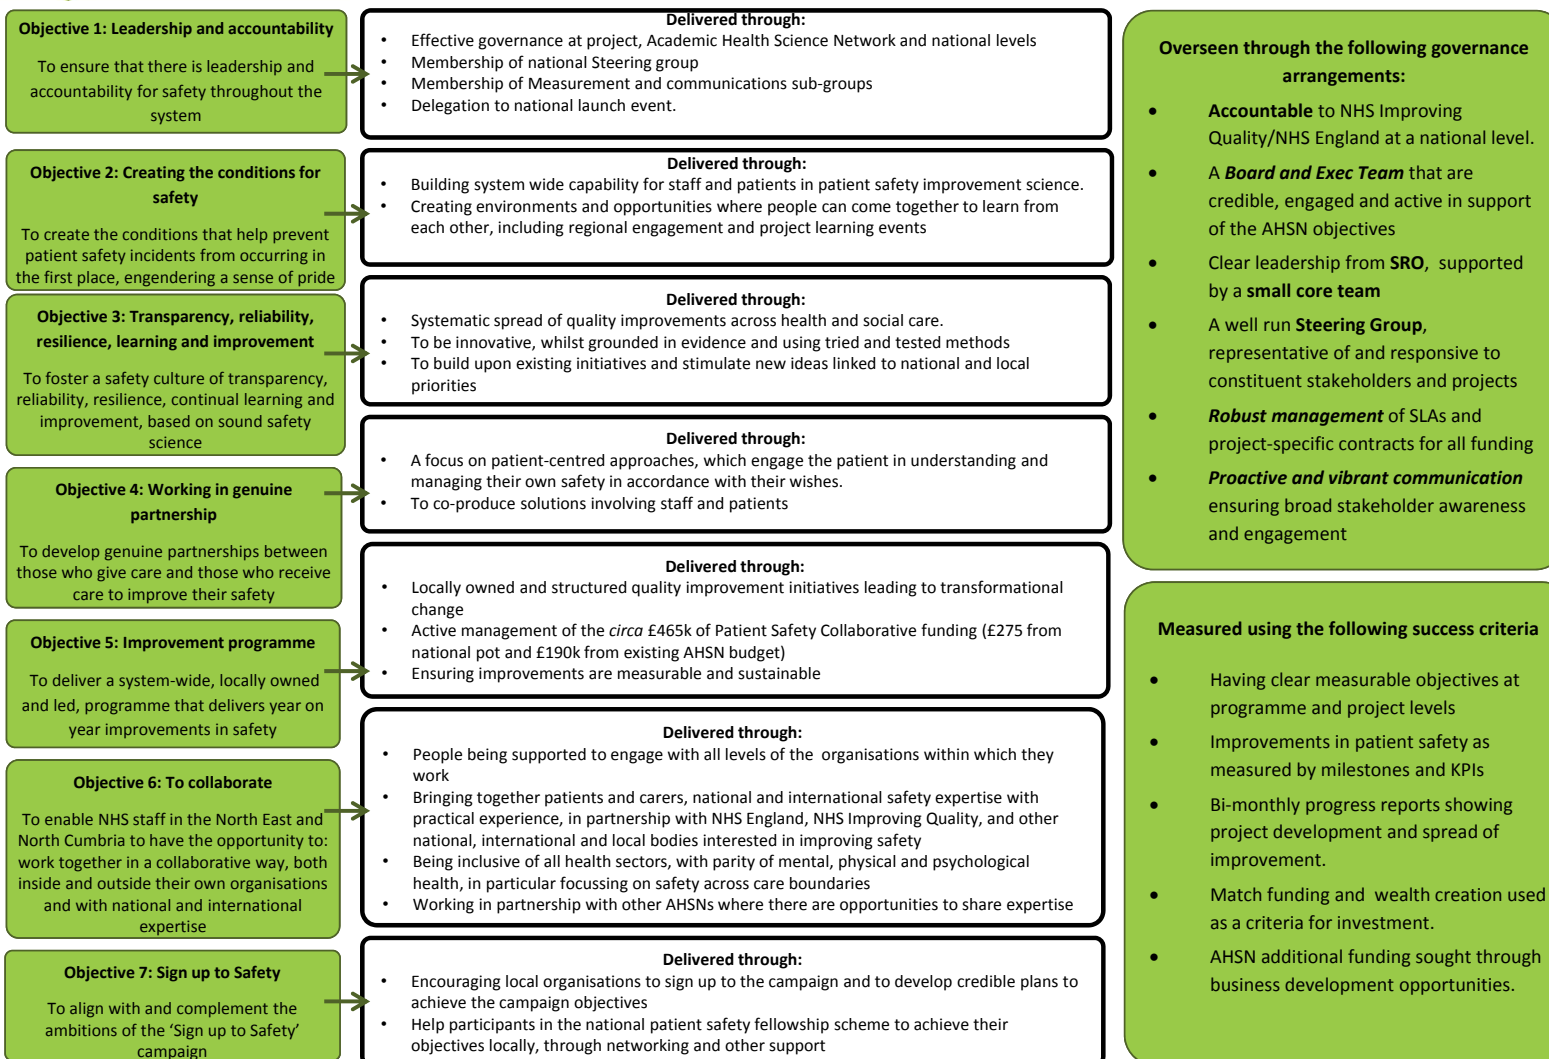 Objective 1: Leadership and accountability
To ensure that there is leadership and
accountability for safety throughout the
system
Delivered through:
• Effective governance at project, Academic Health Science Network and national levels
• Membership of national Steering group
• Membership of Measurement and communications sub-groups
• Delegation to national launch event.
Objective 2: Creating the conditions for
safety
To create the conditions that help prevent
patient safety incidents from occurring in
the first place, engendering a sense of pride
Delivered through:
• Building system wide capability for staff and patients in patient safety improvement science.
• Creating environments and opportunities where people can come together to learn from
each other, including regional engagement and project learning events
Objective 3: Transparency, reliability,
resilience, learning and improvement
To foster a safety culture of transparency,
reliability, resilience, continual learning and
improvement, based on sound safety
science
Delivered through:
• Systematic spread of quality improvements across health and social care.
• To be innovative, whilst grounded in evidence and using tried and tested methods
• To build upon existing initiatives and stimulate new ideas linked to national and local
priorities
Objective 4: Working in genuine
partnership
To develop genuine partnerships between
those who give care and those who receive
care to improve their safety
Delivered through:
• A focus on patient-centred approaches, which engage the patient in understanding and
managing their own safety in accordance with their wishes.
• To co-produce solutions involving staff and patients
Objective 5: Improvement programme
To deliver a system-wide, locally owned
and led, programme that delivers year on
year improvements in safety
Delivered through:
• Locally owned and structured quality improvement initiatives leading to transformational
change
• Active management of the circa £465k of Patient Safety Collaborative funding (£275 from
national pot and £190k from existing AHSN budget)
• Ensuring improvements are measurable and sustainable
Objective 6: To collaborate
To enable NHS staff in the North East and
North Cumbria to have the opportunity to:
work together in a collaborative way, both
inside and outside their own organisations
and with national and international
expertise
Delivered through:
• People being supported to engage with all levels of the organisations within which they
work
• Bringing together patients and carers, national and international safety expertise with
practical experience, in partnership with NHS England, NHS Improving Quality, and other
national, international and local bodies interested in improving safety
• Being inclusive of all health sectors, with parity of mental, physical and psychological
health, in particular focussing on safety across care boundaries
• Working in partnership with other AHSNs where there are opportunities to share expertise
Objective 7: Sign up to Safety
To align with and complement the
ambitions of the ‘Sign up to Safety’
campaign
Delivered through:
• Encouraging local organisations to sign up to the campaign and to develop credible plans to
achieve the campaign objectives
• Help participants in the national patient safety fellowship scheme to achieve their
objectives locally, through networking and other support
Overseen through the following governance
arrangements:
• Accountable to NHS Improving
Quality/NHS England at a national level.
• A Board and Exec Team that are
credible, engaged and active in support
of the AHSN objectives
• Clear leadership from SRO, supported
by a small core team
• A well run Steering Group,
representative of and responsive to
constituent stakeholders and projects
• Robust management of SLAs and
project-specific contracts for all funding
• Proactive and vibrant communication
ensuring broad stakeholder awareness
and engagement
Measured using the following success criteria
• Having clear measurable objectives at
programme and project levels
• Improvements in patient safety as
measured by milestones and KPIs
• Bi-monthly progress reports showing
project development and spread of
improvement.
• Match funding and wealth creation used
as a criteria for investment.
• AHSN additional funding sought through
business development opportunities.